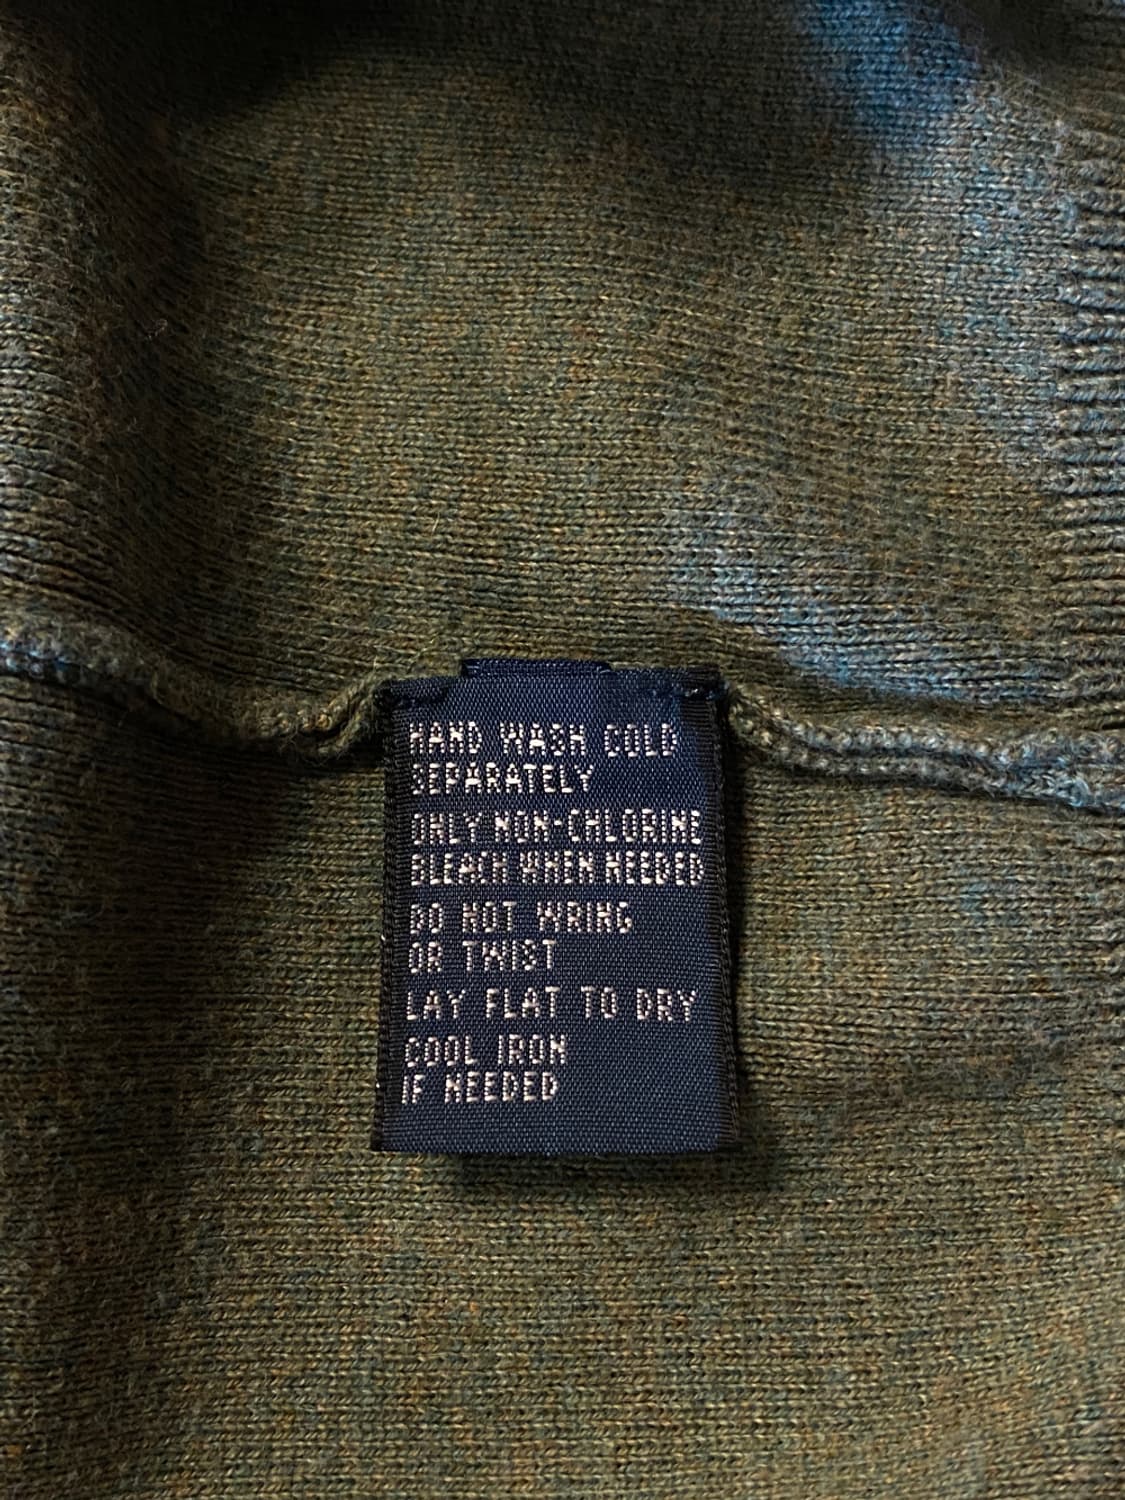 HAND WASH COLD
SEPARATELY
ONLY NON-CHLORINE
BLEACH WHEN NEEDED
DO NOT WRING
OR TWIST
LAY FLAT TO DRY
COOL IRON
IF NEEDED